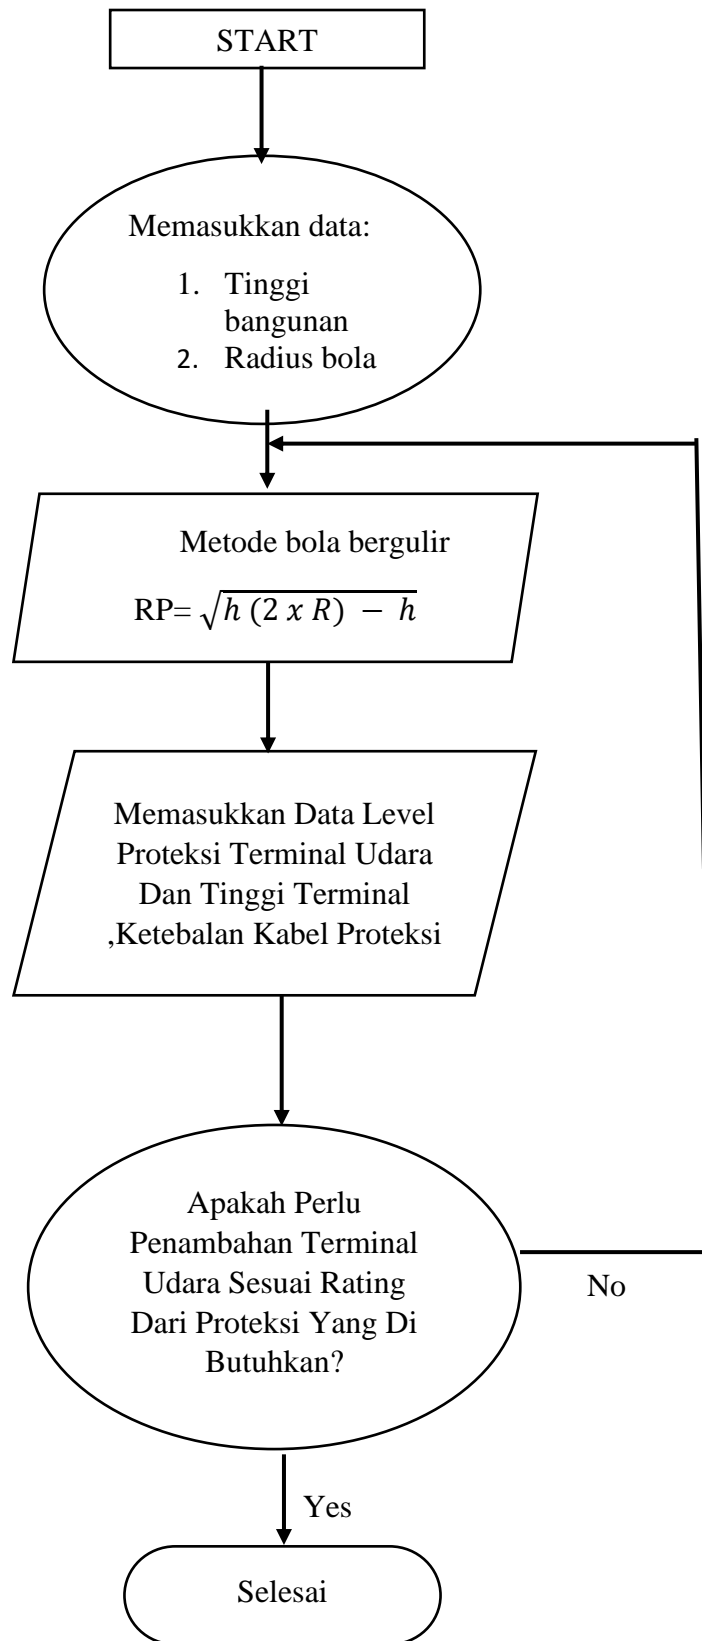 START
Memasukkan data:
1. Tinggi
bangunan
2. Radius bola
Metode bola bergulir
RP= √h (2 x R) − h
Memasukkan Data Level
Proteksi Terminal Udara
Dan Tinggi Terminal
,Ketebalan Kabel Proteksi
Apakah Perlu
Penambahan Terminal
Udara Sesuai Rating
Dari Proteksi Yang Di
Butuhkan?
No
Yes
Selesai